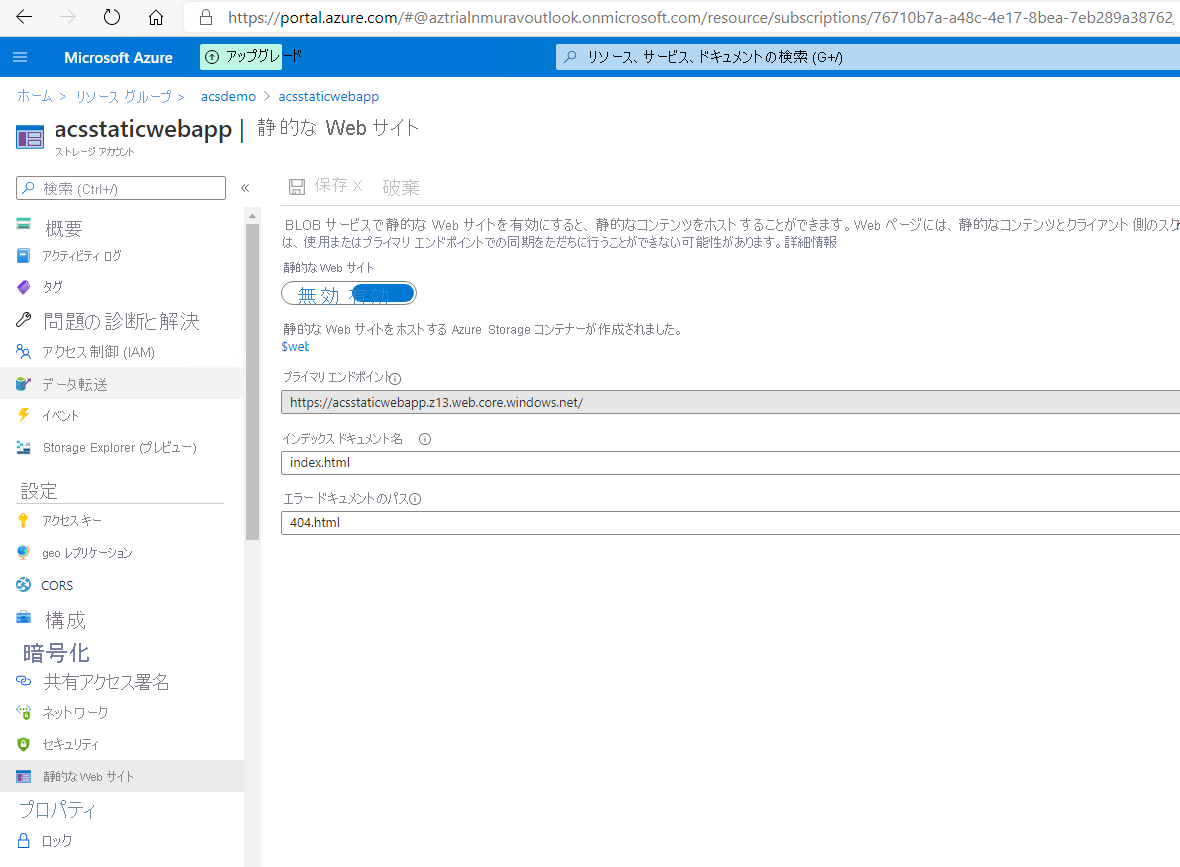 https://portal.azure.com/#@aztrialnmuravoutlook.onmicrosoft.com/resource/subscriptions/76710b7a-a48c-4e17-8bea-7eb289a38762
Microsoft Azure
アップグレード
リソース、サービス、ドキュメントの検索 (G+/)
ホーム > リソース グループ > acsdemo > acsstaticwebapp
acsstaticwebapp | 静的な Web サイト
ストレージ アカウント
検索 (Ctrl+/)
«
保存 X 破棄
概要
アクティビティ ログ
タグ
問題の診断と解決
アクセス制御 (IAM)
データ転送
イベント
Storage Explorer (プレビュー)
設定
アクセス キー
geo レプリケーション
CORS
構成
暗号化
共有アクセス署名
ネットワーク
セキュリティ
静的な Web サイト
プロパティ
ロック
BLOB サービスで静的な Web サイトを有効にすると、静的なコンテンツをホストすることができます。Web ページには、静的なコンテンツとクライアント側のスク
は、使用またはプライマリ エンドポイントでの同期をただちに行うことができない可能性があります。詳細情報
静的な Web サイト
無効 有効
静的な Web サイトをホストする Azure Storage コンテナーが作成されました。
$wet
プライマリ エンドポイント
https://acsstaticwebapp.z13.web.core.windows.net/
インデックス ドキュメント名
index.html
エラー ドキュメントのパス
404.html